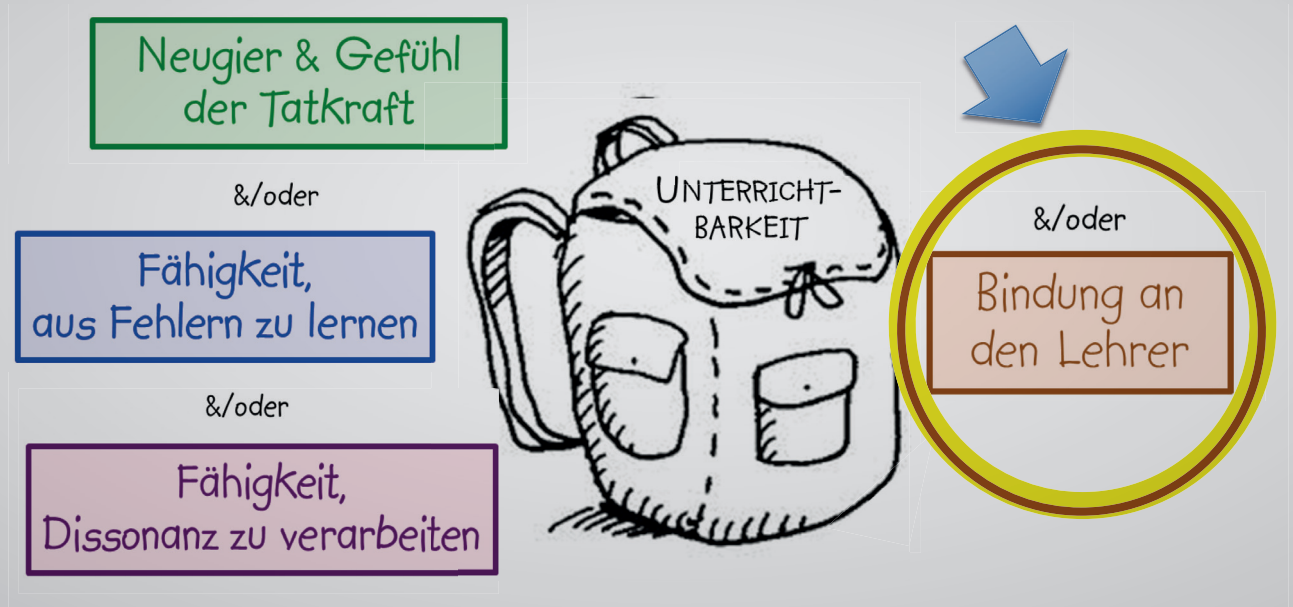 Neugier & Gefühl
der Tatkraft
&/oder
Fähigkeit,
aus Fehlern zu lernen
&/oder
Fähigkeit,
Dissonanz zu verarbeiten
UNTERRICHT-
BARKEIT
&/oder
Bindung an
den Lehrer